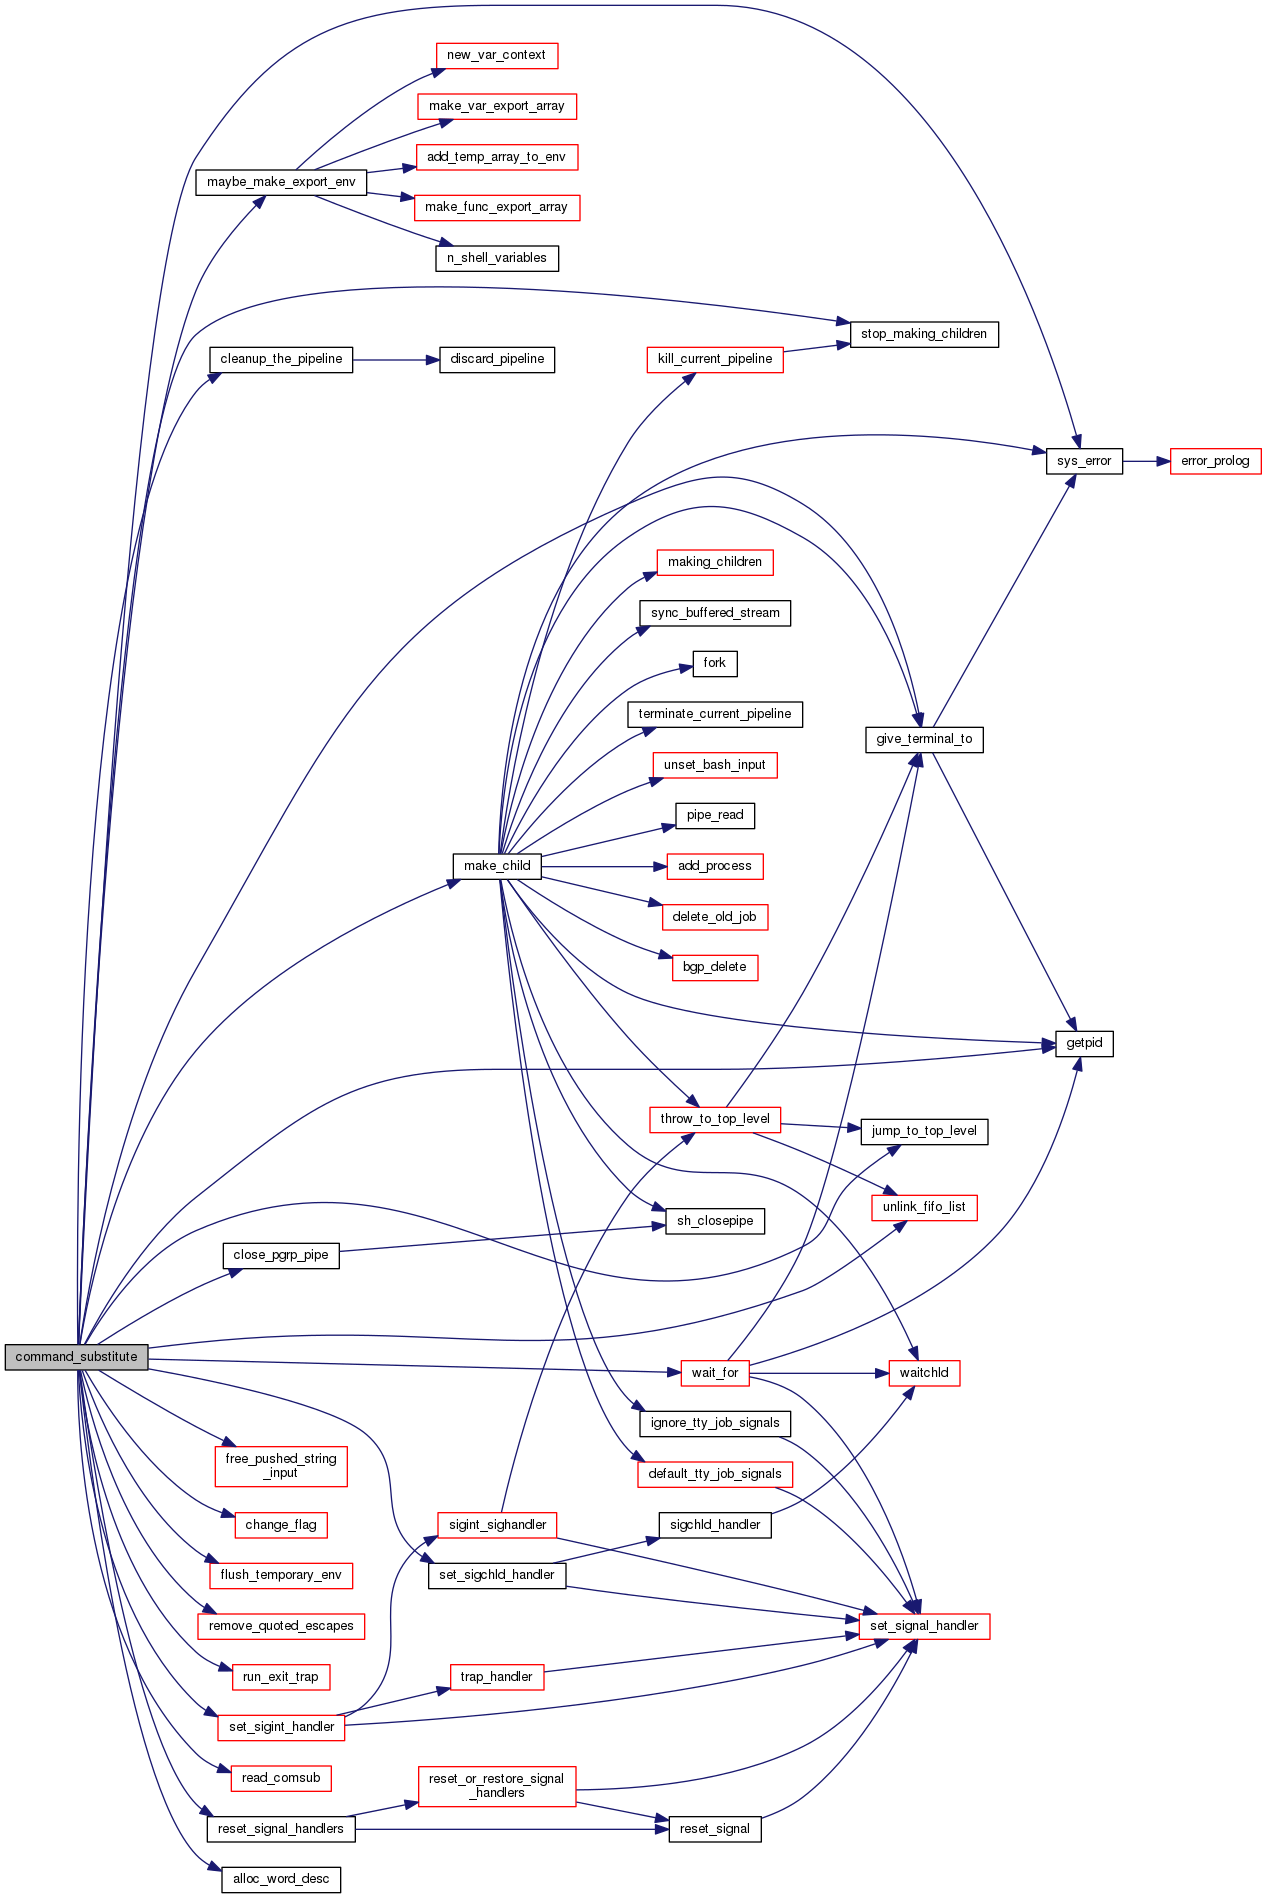 new_var_context
make_var_export_array
add_temp_array_to_env
maybe_make_export_env
make_func_export_array
n_shell_variables
stop_making_children
cleanup_the_pipeline
discard_pipeline
kill_current_pipeline
sys_error
error_prolog
making_children
sync_buffered_stream
fork
terminate_current_pipeline
give_terminal_to
unset_bash_input
pipe_read
make_child
add_process
delete_old_job
bgp_delete
getpid
throw_to_top_level
jump_to_top_level
unlink_fifo_list
sh_closepipe
close_pgrp_pipe
command_substitute
wait_for
waitchld
ignore_tty_job_signals
free_pushed_string
_input
default_tty_job_signals
change_flag
sigint_sighandler
sigchld_handler
flush_temporary_env
set_sigchld_handler
remove_quoted_escapes
set_signal_handler
run_exit_trap
trap_handler
set_sigint_handler
read_comsub
reset_or_restore_signal
_handlers
reset_signal_handlers
reset_signal
alloc_word_desc